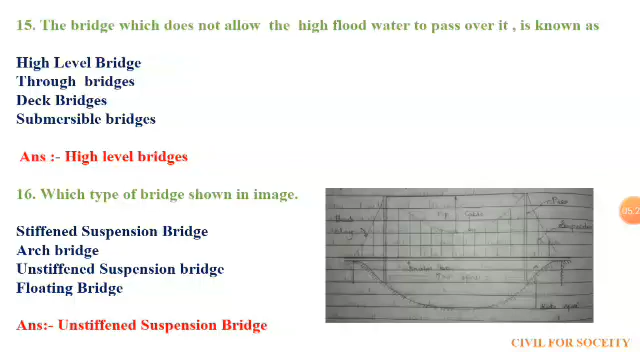 15. The bridge which does not allow the high flood water to pass over it , is known as
High Level Bridge
Through bridges
Deck Bridges
Submersible bridges
Ans :- High level bridges
16. Which type of bridge shown in image.
Stiffened Suspension Bridge
Arch bridge
Unstiffened Suspension bridge
Floating Bridge
Ans:- Unstiffened Suspension Bridge
CIVIL FOR SOCEITY